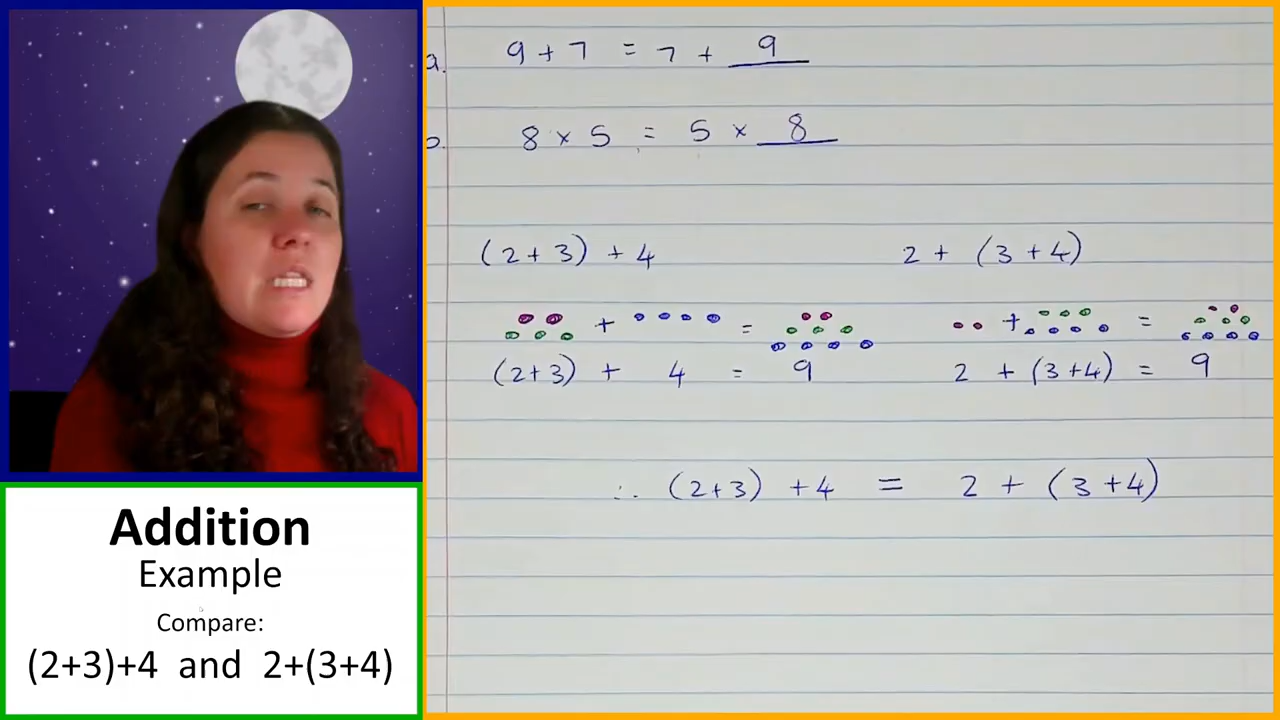 a. 9 + 7 = 7 + 9
b. 8 × 5 = 5 × 8
(2 + 3) + 4 2 + (3 + 4)
+ = + =
(2+3) + 4 = 9 2 + (3 + 4) = 9
∴ (2+3) + 4 = 2 + (3 + 4)
Addition
Example
Compare:
(2+3)+4 and 2+(3+4)